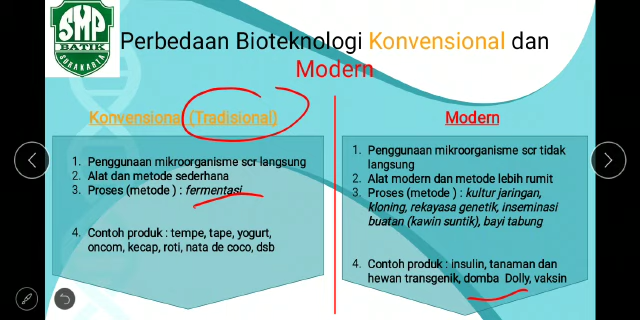 SMP
BATIK
SURAKARTA
Perbedaan Bioteknologi Konvensional dan
Modern
Konvensional (Tradisional)
1. Penggunaan mikroorganisme scr langsung
2. Alat dan metode sederhana
3. Proses (metode) : fermentasi
4. Contoh produk : tempe, tape, yogurt,
oncom, kecap, roti, nata de coco, dsb
Modern
1. Penggunaan mikroorganisme scr tidak
langsung
2. Alat modern dan metode lebih rumit
3. Proses (metode) : kultur jaringan,
kloning, rekayasa genetik, inseminasi
buatan (kawin suntik), bayi tabung
4. Contoh produk : insulin, tanaman dan
hewan transgenik, domba Dolly, vaksin